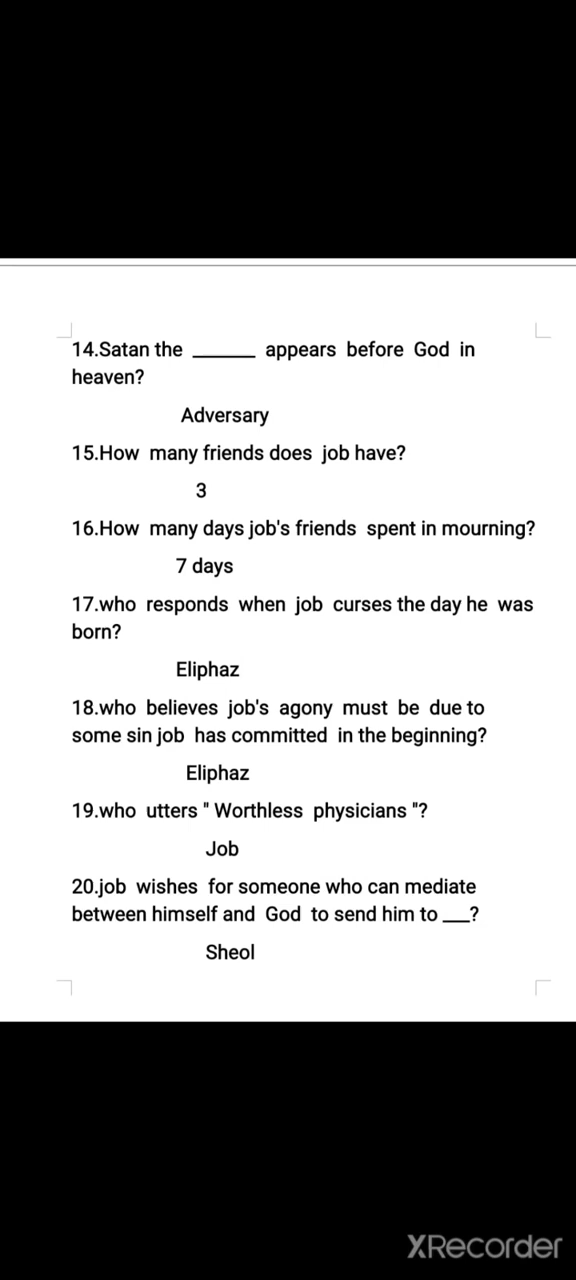 14.Satan the ______ appears before God in
heaven?
Adversary
15.How many friends does job have?
3
16.How many days job's friends spent in mourning?
7 days
17.who responds when job curses the day he was
born?
Eliphaz
18.who believes job's agony must be due to
some sin job has committed in the beginning?
Eliphaz
19.who utters " Worthless physicians "?
Job
20.job wishes for someone who can mediate
between himself and God to send him to ___?
Sheol
XRecorder